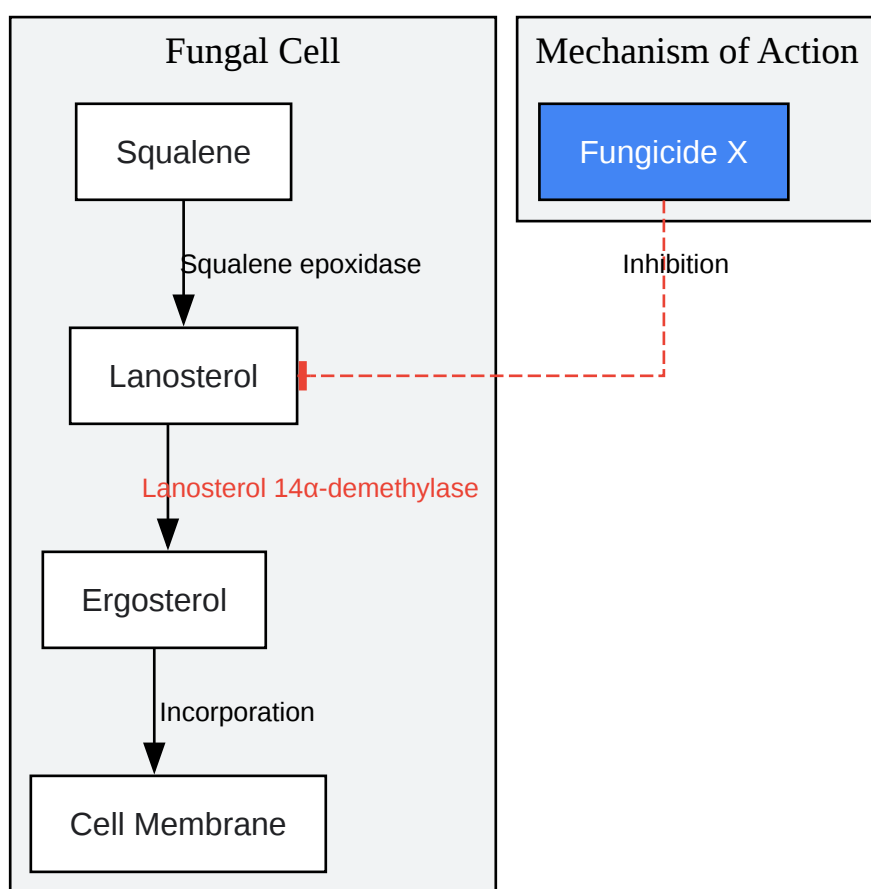 Fungal Cell
Mechanism of Action
Squalene
Fungicide X
Squalene epoxidase
Inhibition
Lanosterol
Lanosterol 14α-demethylase
Ergosterol
Incorporation
Cell Membrane